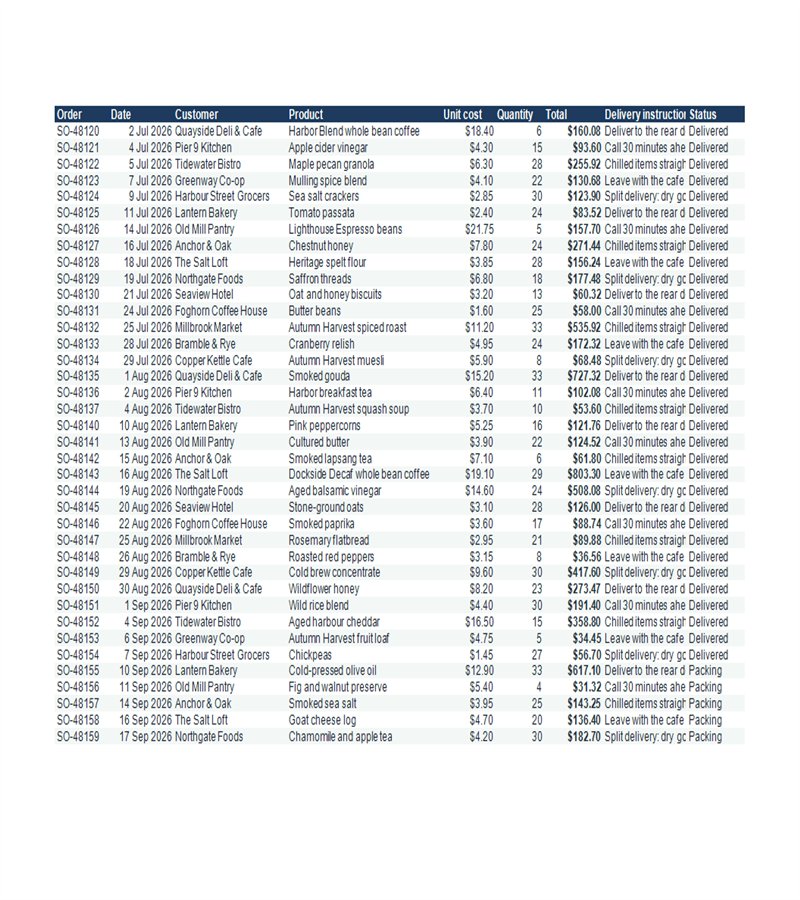 Order Date Customer Product Unit cost Quantity Total Delivery instruction Status
SO-48120 2 Jul 2026 Quayside Deli & Cafe Harbor Blend whole bean coffee $18.40 6 $160.08 Deliver to the rear d Delivered
SO-48121 4 Jul 2026 Pier 9 Kitchen Apple cider vinegar $4.30 15 $93.60 Call 30 minutes ahe Delivered
SO-48122 5 Jul 2026 Tidewater Bistro Maple pecan granola $6.30 28 $255.92 Chilled items straigh Delivered
SO-48123 7 Jul 2026 Greenway Co-op Mulling spice blend $4.10 22 $130.68 Leave with the cafe Delivered
SO-48124 9 Jul 2026 Harbour Street Grocers Sea salt crackers $2.85 30 $123.90 Split delivery: dry gc Delivered
SO-48125 11 Jul 2026 Lantern Bakery Tomato passata $2.40 24 $83.52 Deliver to the rear d Delivered
SO-48126 14 Jul 2026 Old Mill Pantry Lighthouse Espresso beans $21.75 5 $157.70 Call 30 minutes ahe Delivered
SO-48127 16 Jul 2026 Anchor & Oak Chestnut honey $7.80 24 $271.44 Chilled items straigh Delivered
SO-48128 18 Jul 2026 The Salt Loft Heritage spelt flour $3.85 28 $156.24 Leave with the cafe Delivered
SO-48129 19 Jul 2026 Northgate Foods Saffron threads $6.80 18 $177.48 Split delivery: dry gc Delivered
SO-48130 21 Jul 2026 Seaview Hotel Oat and honey biscuits $3.20 13 $60.32 Deliver to the rear d Delivered
SO-48131 24 Jul 2026 Foghorn Coffee House Butter beans $1.60 25 $58.00 Call 30 minutes ahe Delivered
SO-48132 25 Jul 2026 Millbrook Market Autumn Harvest spiced roast $11.20 33 $535.92 Chilled items straigh Delivered
SO-48133 28 Jul 2026 Bramble & Rye Cranberry relish $4.95 24 $172.32 Leave with the cafe Delivered
SO-48134 29 Jul 2026 Copper Kettle Cafe Autumn Harvest muesli $5.90 8 $68.48 Split delivery: dry gc Delivered
SO-48135 1 Aug 2026 Quayside Deli & Cafe Smoked gouda $15.20 33 $727.32 Deliver to the rear d Delivered
SO-48136 2 Aug 2026 Pier 9 Kitchen Harbor breakfast tea $6.40 11 $102.08 Call 30 minutes ahe Delivered
SO-48137 4 Aug 2026 Tidewater Bistro Autumn Harvest squash soup $3.70 10 $53.60 Chilled items straigh Delivered
SO-48140 10 Aug 2026 Lantern Bakery Pink peppercorns $5.25 16 $121.76 Deliver to the rear d Delivered
SO-48141 13 Aug 2026 Old Mill Pantry Cultured butter $3.90 22 $124.52 Call 30 minutes ahe Delivered
SO-48142 15 Aug 2026 Anchor & Oak Smoked lapsang tea $7.10 6 $61.80 Chilled items straigh Delivered
SO-48143 16 Aug 2026 The Salt Loft Dockside Decaf whole bean coffee $19.10 29 $803.30 Leave with the cafe Delivered
SO-48144 19 Aug 2026 Northgate Foods Aged balsamic vinegar $14.60 24 $508.08 Split delivery: dry gc Delivered
SO-48145 20 Aug 2026 Seaview Hotel Stone-ground oats $3.10 28 $126.00 Deliver to the rear d Delivered
SO-48146 22 Aug 2026 Foghorn Coffee House Smoked paprika $3.60 17 $88.74 Call 30 minutes ahe Delivered
SO-48147 25 Aug 2026 Millbrook Market Rosemary flatbread $2.95 21 $89.88 Chilled items straigh Delivered
SO-48148 26 Aug 2026 Bramble & Rye Roasted red peppers $3.15 8 $36.56 Leave with the cafe Delivered
SO-48149 29 Aug 2026 Copper Kettle Cafe Cold brew concentrate $9.60 30 $417.60 Split delivery: dry gc Delivered
SO-48150 30 Aug 2026 Quayside Deli & Cafe Wildflower honey $8.20 23 $273.47 Deliver to the rear d Delivered
SO-48151 1 Sep 2026 Pier 9 Kitchen Wild rice blend $4.40 30 $191.40 Call 30 minutes ahe Delivered
SO-48152 4 Sep 2026 Tidewater Bistro Aged harbour cheddar $16.50 15 $358.80 Chilled items straigh Delivered
SO-48153 6 Sep 2026 Greenway Co-op Autumn Harvest fruit loaf $4.75 5 $34.45 Leave with the cafe Delivered
SO-48154 7 Sep 2026 Harbour Street Grocers Chickpeas $1.45 27 $56.70 Split delivery: dry gc Delivered
SO-48155 10 Sep 2026 Lantern Bakery Cold-pressed olive oil $12.90 33 $617.10 Deliver to the rear d Packing
SO-48156 11 Sep 2026 Old Mill Pantry Fig and walnut preserve $5.40 4 $31.32 Call 30 minutes ahe Packing
SO-48157 14 Sep 2026 Anchor & Oak Smoked sea salt $3.95 25 $143.25 Chilled items straigh Packing
SO-48158 16 Sep 2026 The Salt Loft Goat cheese log $4.70 20 $136.40 Leave with the cafe Packing
SO-48159 17 Sep 2026 Northgate Foods Chamomile and apple tea $4.20 30 $182.70 Split delivery: dry gc Packing